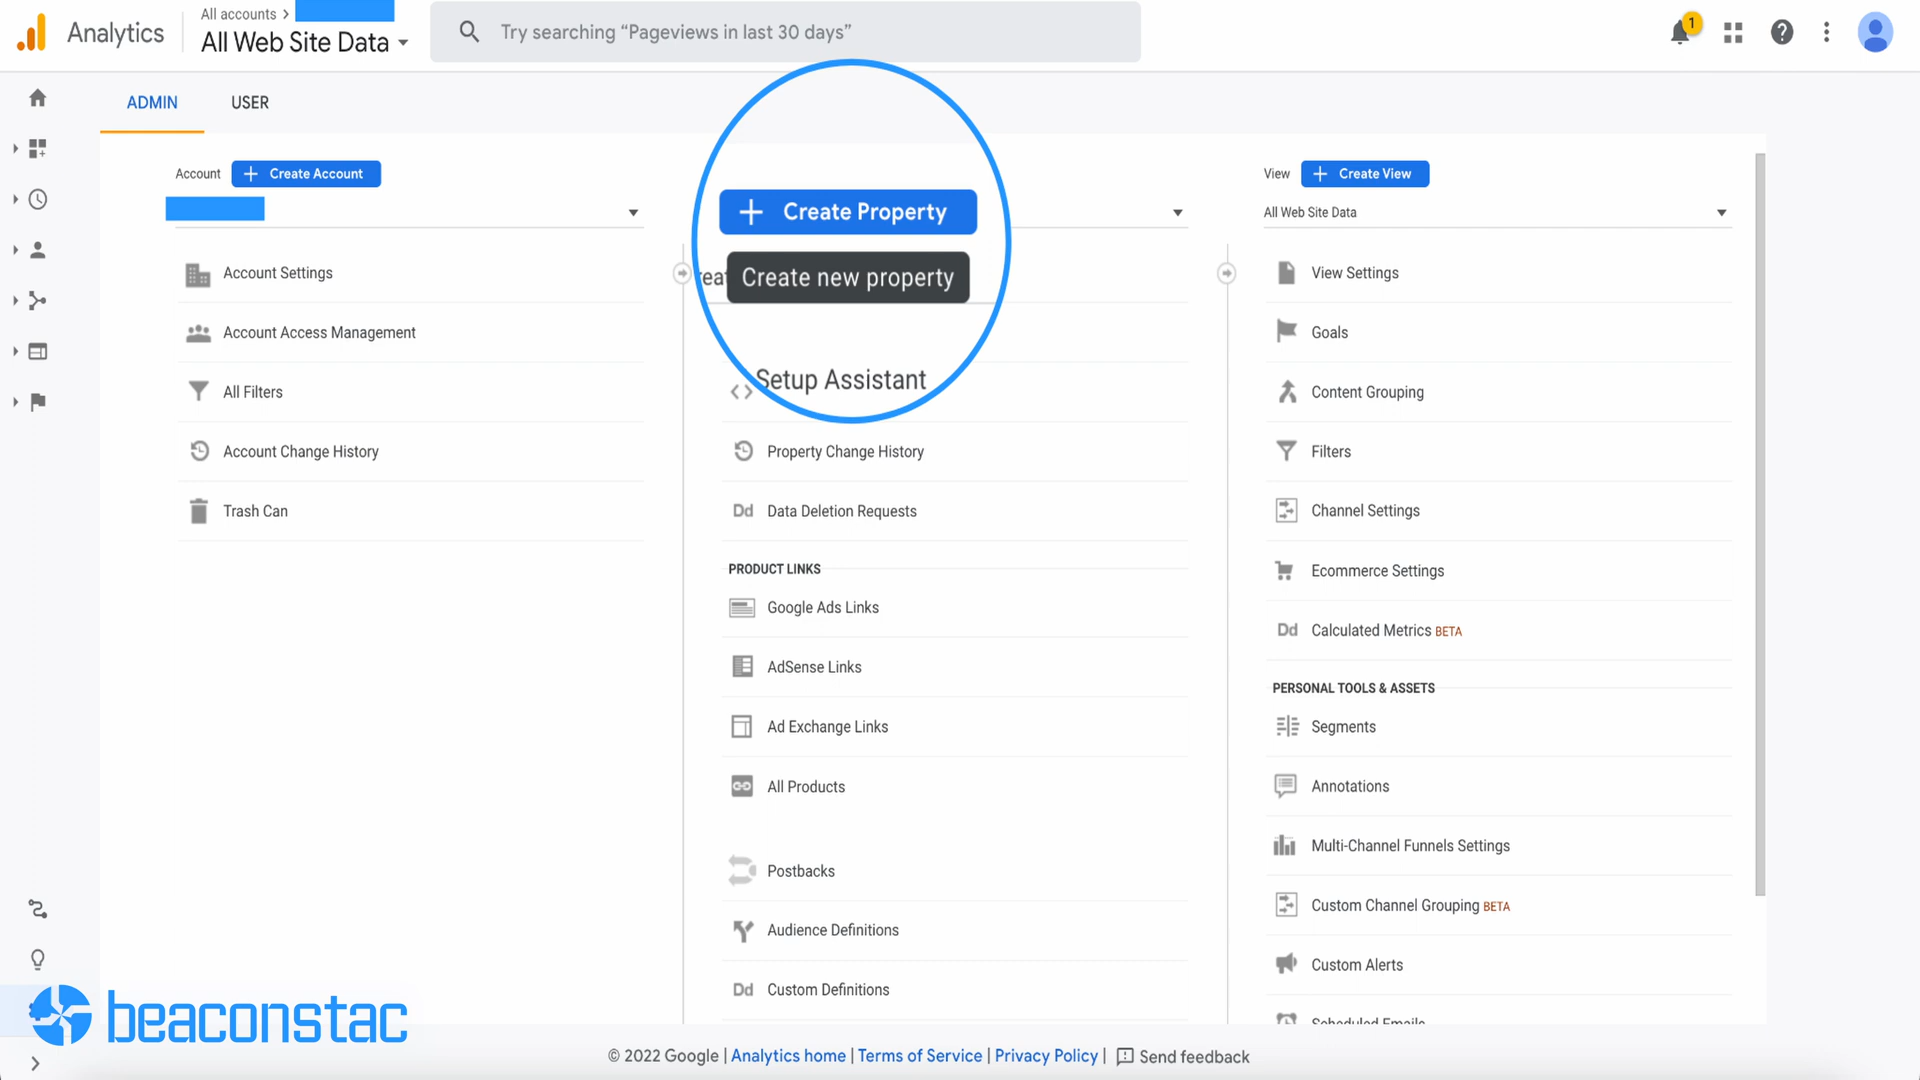 Analytics
All accounts >
All Web Site Data
Try searching “Pageviews in last 30 days”
1
ADMIN
USER
Account
+ Create Account
Account Settings
Account Access Management
All Filters
Account Change History
Trash Can
+ Create Property
Create new property
Setup Assistant
Property Change History
Dd Data Deletion Requests
PRODUCT LINKS
Google Ads Links
AdSense Links
Ad Exchange Links
All Products
Postbacks
Audience Definitions
Dd Custom Definitions
View
+ Create View
All Web Site Data
View Settings
Goals
Content Grouping
Filters
Channel Settings
Ecommerce Settings
Dd Calculated Metrics BETA
PERSONAL TOOLS & ASSETS
Segments
Annotations
Multi-Channel Funnels Settings
Custom Channel Grouping BETA
Custom Alerts
Scheduled Emails
beaconstac
© 2022 Google | Analytics home | Terms of Service | Privacy Policy | Send feedback